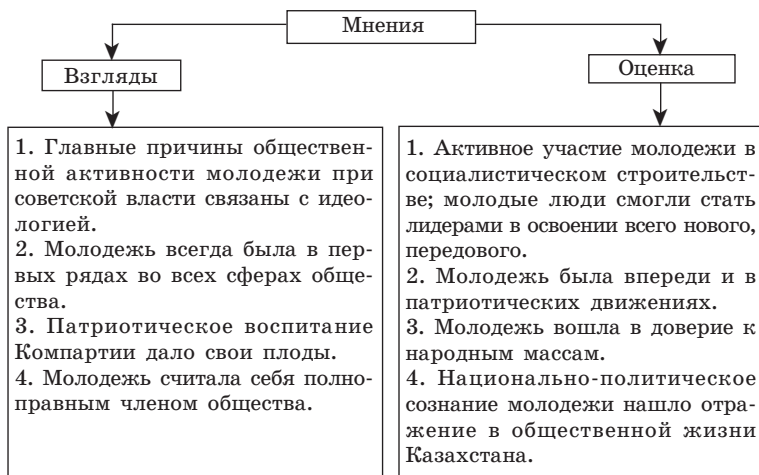 Мнения
Взгляды
Оценка
1. Главные причины обществен-
ной активности молодежи при
советской власти связаны с идео-
логией.
2. Молодежь всегда была в пер-
вых рядах во всех сферах обще-
ства.
3. Патриотическое воспитание
Компартии дало свои плоды.
4. Молодежь считала себя полно-
правным членом общества.
1. Активное участие молодежи в
социалистическом строительст-
ве; молодые люди смогли стать
лидерами в освоении всего нового,
передового.
2. Молодежь была впереди и в
патриотических движениях.
3. Молодежь вошла в доверие к
народным массам.
4. Национально-политическое
сознание молодежи нашло отра-
жение в общественной жизни
Казахстана.